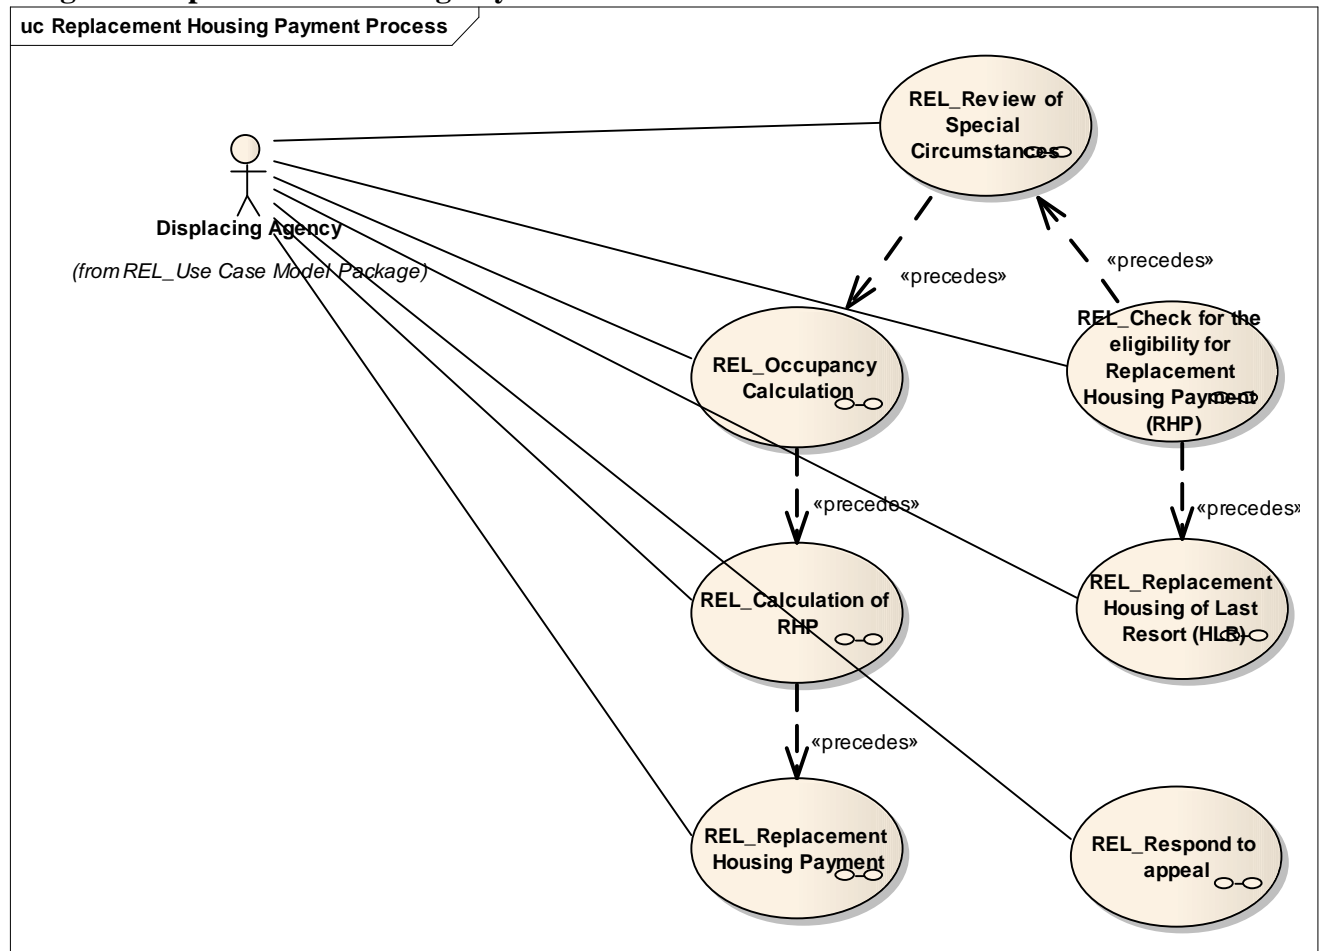 uc Replacement Housing Payment Process
REL_Review of
Special
Circumstances
Displacing Agency
(from REL_Use Case Model Package)
«precedes»
«precedes»
REL_Check for the
eligibility for
Replacement
Housing Payment
(RHP)
REL_Occupancy
Calculation
«precedes»
«precedes»
REL_Calculation of
RHP
REL_Replacement
Housing of Last
Resort (HLR)
«precedes»
REL_Replacement
Housing Payment
REL_Respond to
appeal